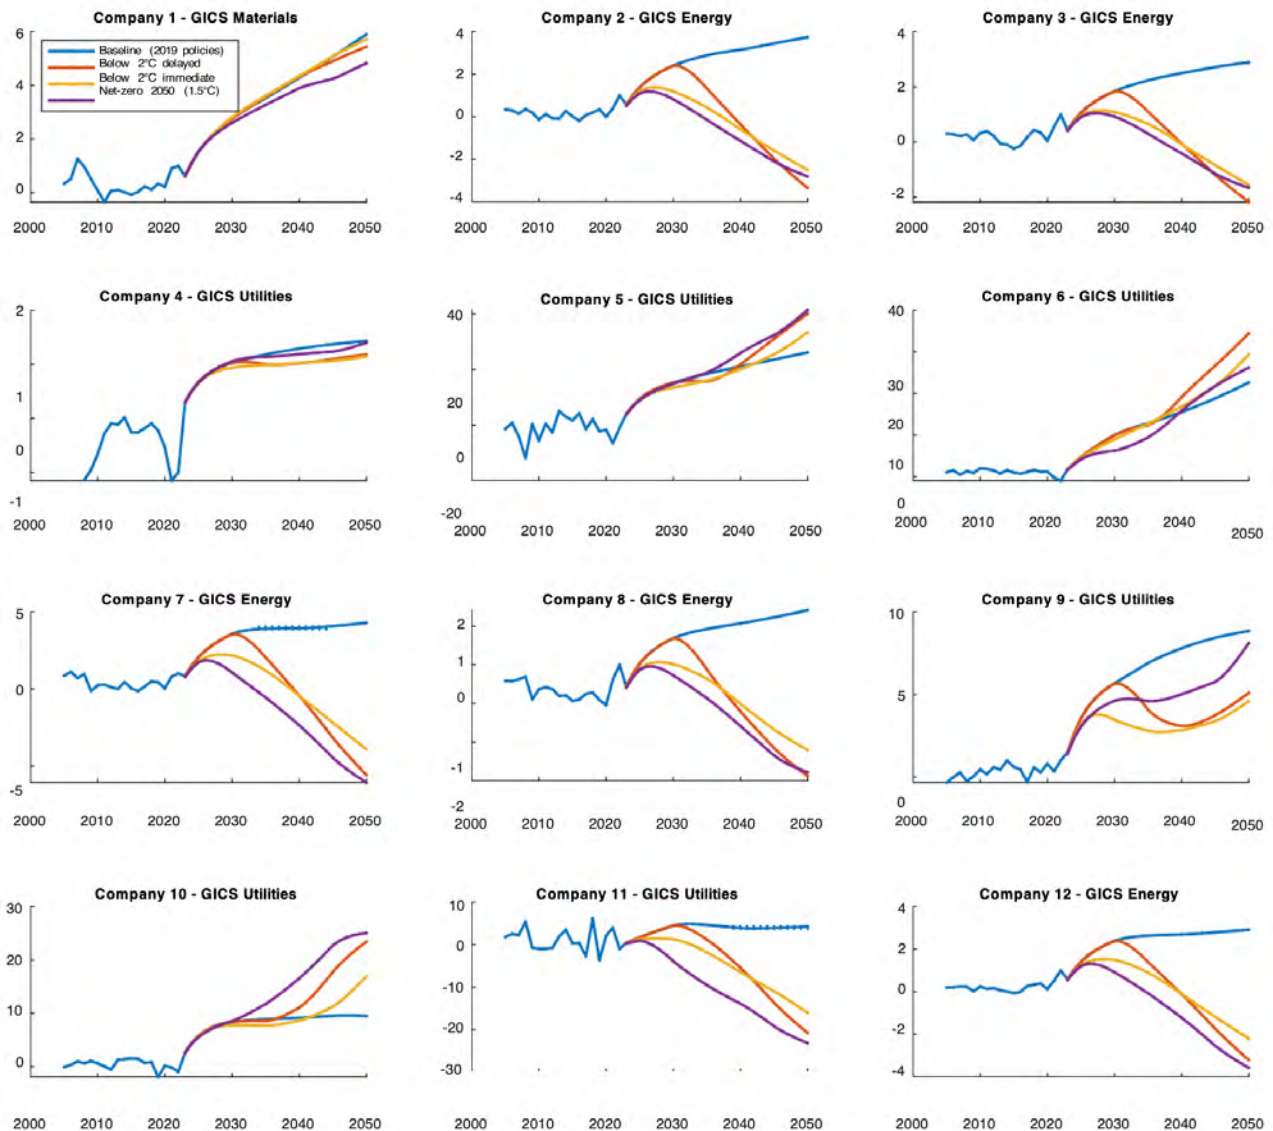 Company 1 - GICS Materials
Company 2 - GICS Energy
Company 3 - GICS Energy
6
4
2
0
Baseline (2019 policies)
Below 2°C delayed
Below 2°C immediate
Net-zero 2050 (1.5°C)
2000 2010 2020 2030 2040 2050
4
2
0
-2
-4
2000 2010 2020 2030 2040 2050
4
2
0
-2
2000 2010 2020 2030 2040 2050
Company 4 - GICS Utilities
Company 5 - GICS Utilities
Company 6 - GICS Utilities
2
1
0
-1
2000 2010 2020 2030 2040 2050
40
20
0
-20
2000 2010 2020 2030 2040 2050
40
30
20
10
0
2000 2010 2020 2030 2040 2050
Company 7 - GICS Energy
Company 8 - GICS Energy
Company 9 - GICS Utilities
5
0
-5
2000 2010 2020 2030 2040 2050
2
1
0
-1
-2
2000 2010 2020 2030 2040 2050
10
5
0
2000 2010 2020 2030 2040 2050
Company 10 - GICS Utilities
Company 11 - GICS Utilities
Company 12 - GICS Energy
30
20
10
0
2000 2010 2020 2030 2040 2050
10
0
-10
-20
-30
2000 2010 2020 2030 2040 2050
4
2
0
-2
-4
2000 2010 2020 2030 2040 2050